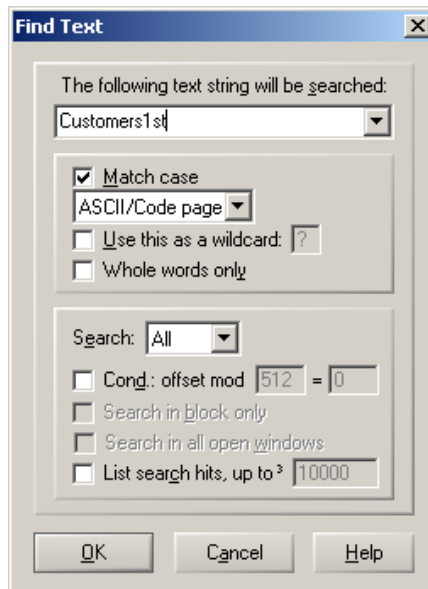 Find Text
The following text string will be searched:
Customers1st
Match case
ASCII/Code page
Use this as a wildcard: ?
Whole words only
Search: All
Cond.: offset mod 512 = 0
Search in block only
Search in all open windows
List search hits, up to ³ 10000
OK Cancel Help